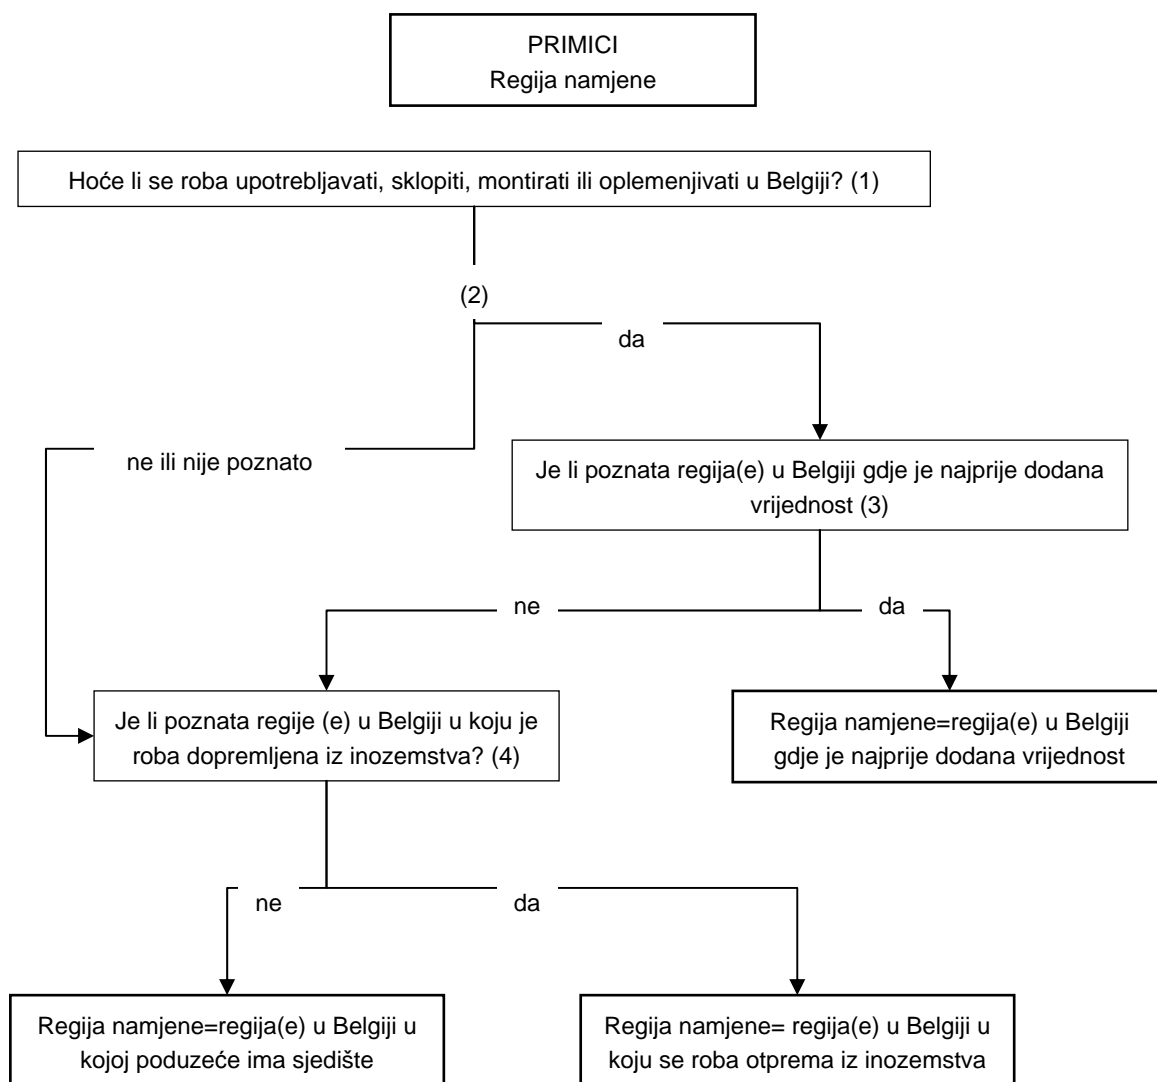 PRIMICI
Regija namjene
Hoće li se roba upotrebljavati, sklopiti, montirati ili oplemenjivati u Belgiji? (1)
(2)
da
ne ili nije poznato
Je li poznata regija(e) u Belgiji gdje je najprije dodana
vrijednost (3)
ne
da
Je li poznata regije (e) u Belgiji u koju je
roba dopremljena iz inozemstva? (4)
Regija namjene=regija(e) u Belgiji
gdje je najprije dodana vrijednost
ne
da
Regija namjene=regija(e) u Belgiji u
kojoj poduzeće ima sjedište
Regija namjene= regija(e) u Belgiji u
koju se roba otprema iz inozemstva